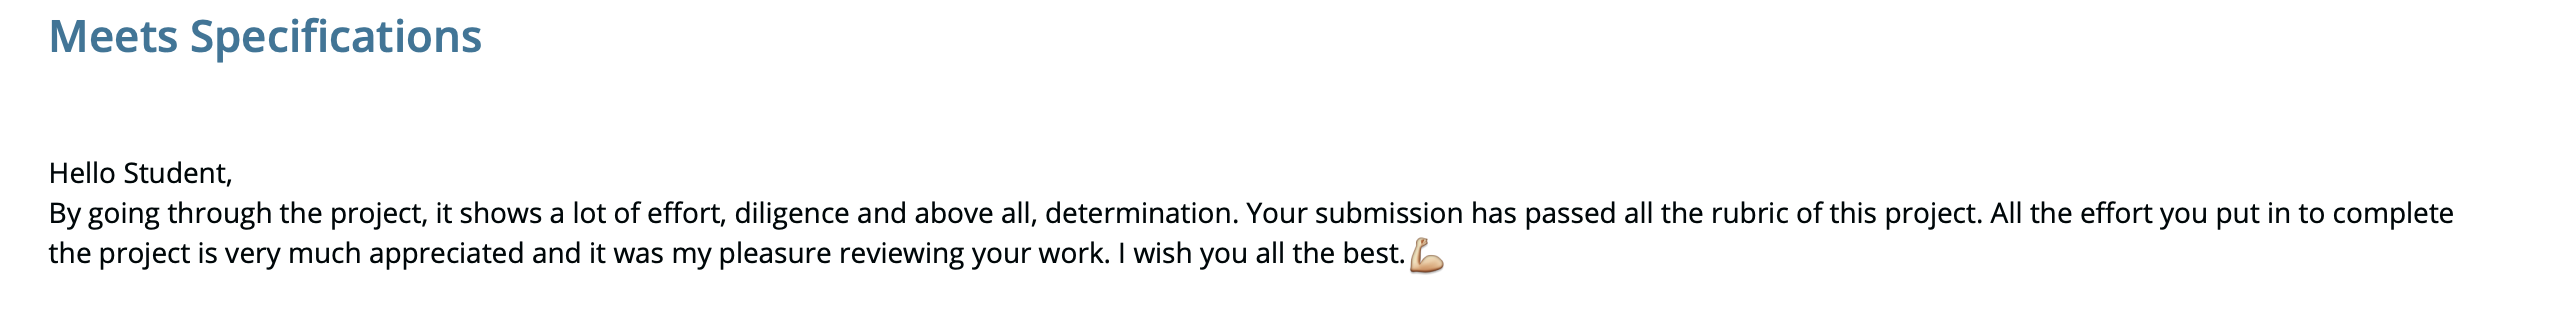 Meets Specifications
Hello Student,
By going through the project, it shows a lot of effort, diligence and above all, determination. Your submission has passed all the rubric of this project. All the effort you put in to complete
the project is very much appreciated and it was my pleasure reviewing your work. I wish you all the best.💪🏼